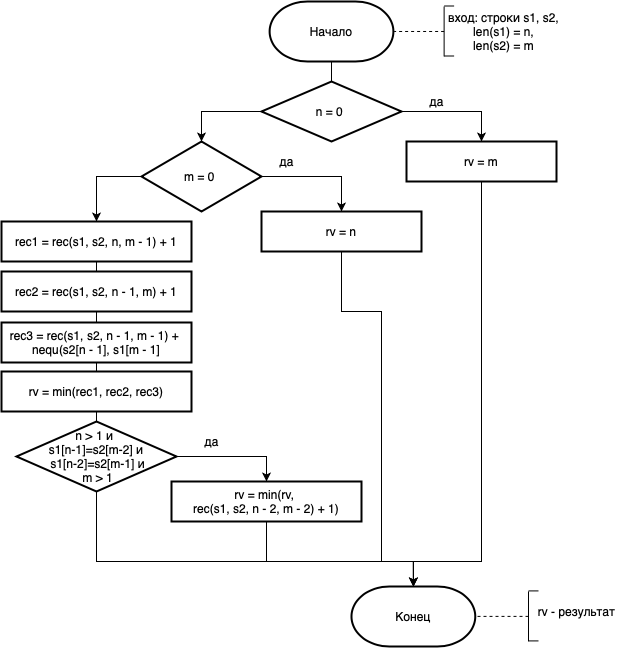 Начало
вход: строки s1, s2,
len(s1) = n,
len(s2) = m
n = 0
да
rv = m
m = 0
да
rv = n
rec1 = rec(s1, s2, n, m - 1) + 1
rec2 = rec(s1, s2, n - 1, m) + 1
rec3 = rec(s1, s2, n - 1, m - 1) +
nequ(s2[n - 1], s1[m - 1]
rv = min(rec1, rec2, rec3)
n > 1 и
s1[n-1]=s2[m-2] и
s1[n-2]=s2[m-1] и
m > 1
да
rv = min(rv,
rec(s1, s2, n - 2, m - 2) + 1)
Конец
rv - результат